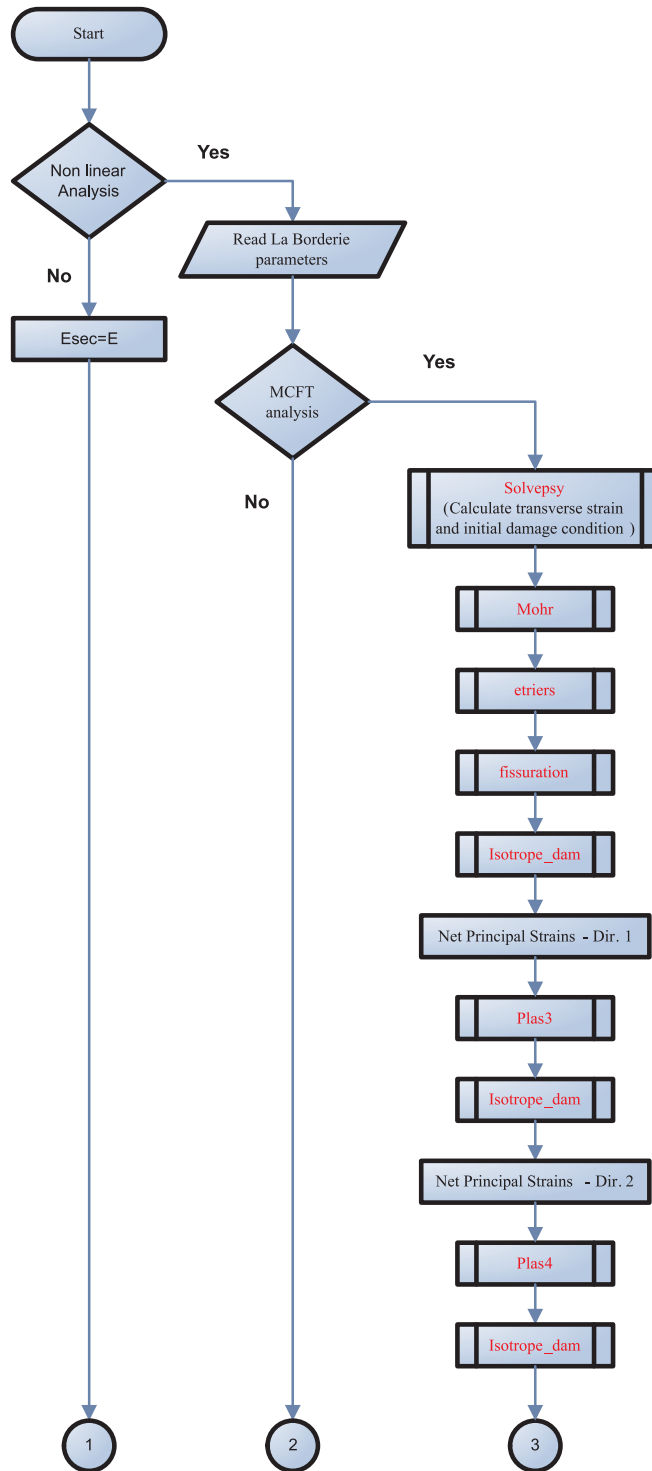 Start
Non linear
Analysis
Yes
No
Read La Borderie
parameters
Esec=E
MCFT
analysis
Yes
No
Solvepsy
(Calculate transverse strain
and initial damage condition )
Mohr
etriers
fissuration
Isotrope_dam
Net Principal Strains - Dir. 1
Plas3
Isotrope_dam
Net Principal Strains - Dir. 2
Plas4
Isotrope_dam
1
2
3